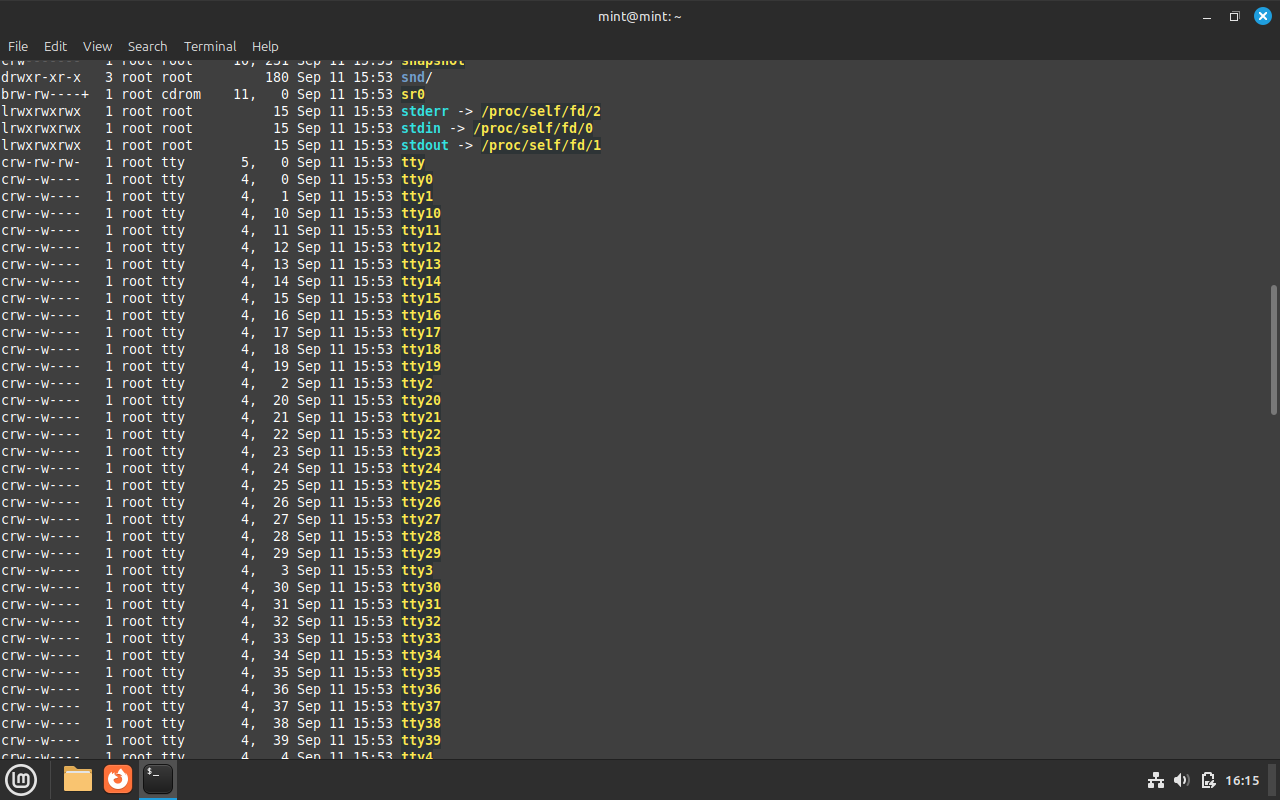 mint@mint: ~
File Edit View Search Terminal Help
crw------- 1 root root 10, 231 Sep 11 15:53 snapshot
drwxr-xr-x 3 root root 180 Sep 11 15:53 snd/
brw-rw----+ 1 root cdrom 11, 0 Sep 11 15:53 sr0
lrwxrwxrwx 1 root root 15 Sep 11 15:53 stderr -> /proc/self/fd/2
lrwxrwxrwx 1 root root 15 Sep 11 15:53 stdin -> /proc/self/fd/0
lrwxrwxrwx 1 root root 15 Sep 11 15:53 stdout -> /proc/self/fd/1
crw-rw-rw- 1 root tty 5, 0 Sep 11 15:53 tty
crw--w---- 1 root tty 4, 0 Sep 11 15:53 tty0
crw--w---- 1 root tty 4, 1 Sep 11 15:53 tty1
crw--w---- 1 root tty 4, 10 Sep 11 15:53 tty10
crw--w---- 1 root tty 4, 11 Sep 11 15:53 tty11
crw--w---- 1 root tty 4, 12 Sep 11 15:53 tty12
crw--w---- 1 root tty 4, 13 Sep 11 15:53 tty13
crw--w---- 1 root tty 4, 14 Sep 11 15:53 tty14
crw--w---- 1 root tty 4, 15 Sep 11 15:53 tty15
crw--w---- 1 root tty 4, 16 Sep 11 15:53 tty16
crw--w---- 1 root tty 4, 17 Sep 11 15:53 tty17
crw--w---- 1 root tty 4, 18 Sep 11 15:53 tty18
crw--w---- 1 root tty 4, 19 Sep 11 15:53 tty19
crw--w---- 1 root tty 4, 2 Sep 11 15:53 tty2
crw--w---- 1 root tty 4, 20 Sep 11 15:53 tty20
crw--w---- 1 root tty 4, 21 Sep 11 15:53 tty21
crw--w---- 1 root tty 4, 22 Sep 11 15:53 tty22
crw--w---- 1 root tty 4, 23 Sep 11 15:53 tty23
crw--w---- 1 root tty 4, 24 Sep 11 15:53 tty24
crw--w---- 1 root tty 4, 25 Sep 11 15:53 tty25
crw--w---- 1 root tty 4, 26 Sep 11 15:53 tty26
crw--w---- 1 root tty 4, 27 Sep 11 15:53 tty27
crw--w---- 1 root tty 4, 28 Sep 11 15:53 tty28
crw--w---- 1 root tty 4, 29 Sep 11 15:53 tty29
crw--w---- 1 root tty 4, 3 Sep 11 15:53 tty3
crw--w---- 1 root tty 4, 30 Sep 11 15:53 tty30
crw--w---- 1 root tty 4, 31 Sep 11 15:53 tty31
crw--w---- 1 root tty 4, 32 Sep 11 15:53 tty32
crw--w---- 1 root tty 4, 33 Sep 11 15:53 tty33
crw--w---- 1 root tty 4, 34 Sep 11 15:53 tty34
crw--w---- 1 root tty 4, 35 Sep 11 15:53 tty35
crw--w---- 1 root tty 4, 36 Sep 11 15:53 tty36
crw--w---- 1 root tty 4, 37 Sep 11 15:53 tty37
crw--w---- 1 root tty 4, 38 Sep 11 15:53 tty38
crw--w---- 1 root tty 4, 39 Sep 11 15:53 tty39
crw--w---- 1 root tty 4, 4 Sep 11 15:53 tty4
16:15